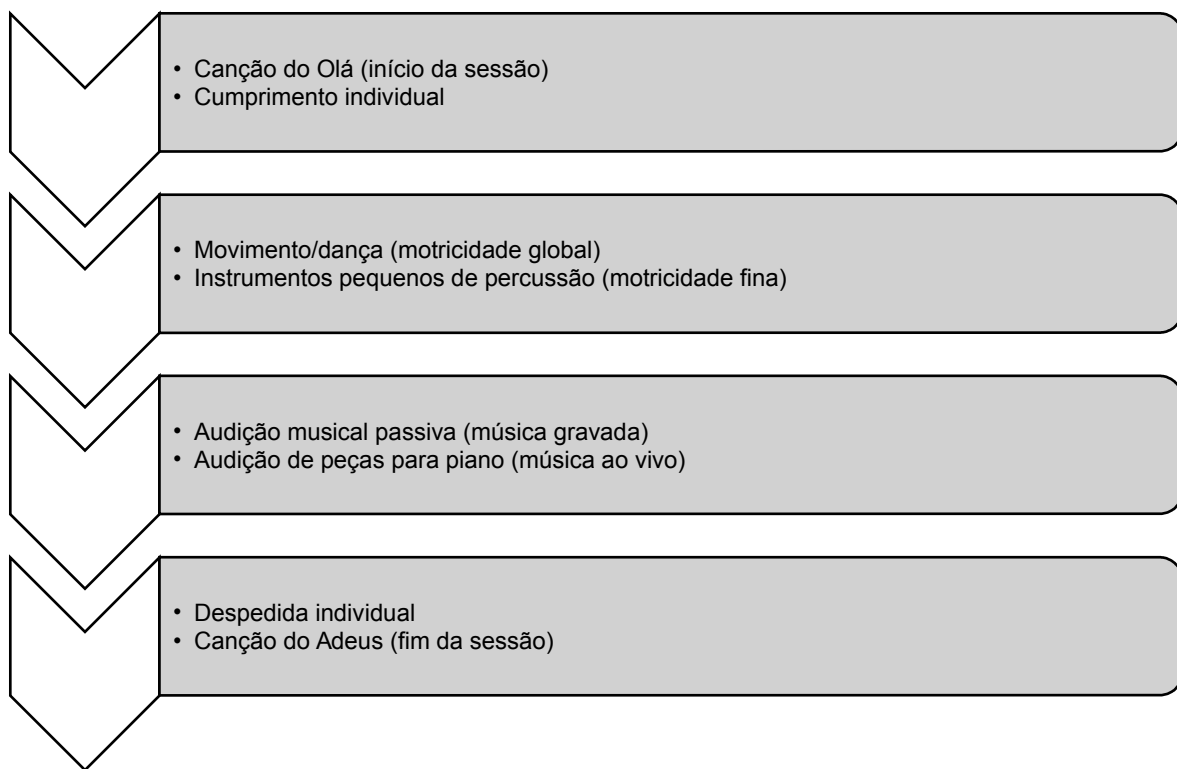 • Canção do Olá (início da sessão)
• Cumprimento individual
• Movimento/dança (motricidade global)
• Instrumentos pequenos de percussão (motricidade fina)
• Audição musical passiva (música gravada)
• Audição de peças para piano (música ao vivo)
• Despedida individual
• Canção do Adeus (fim da sessão)